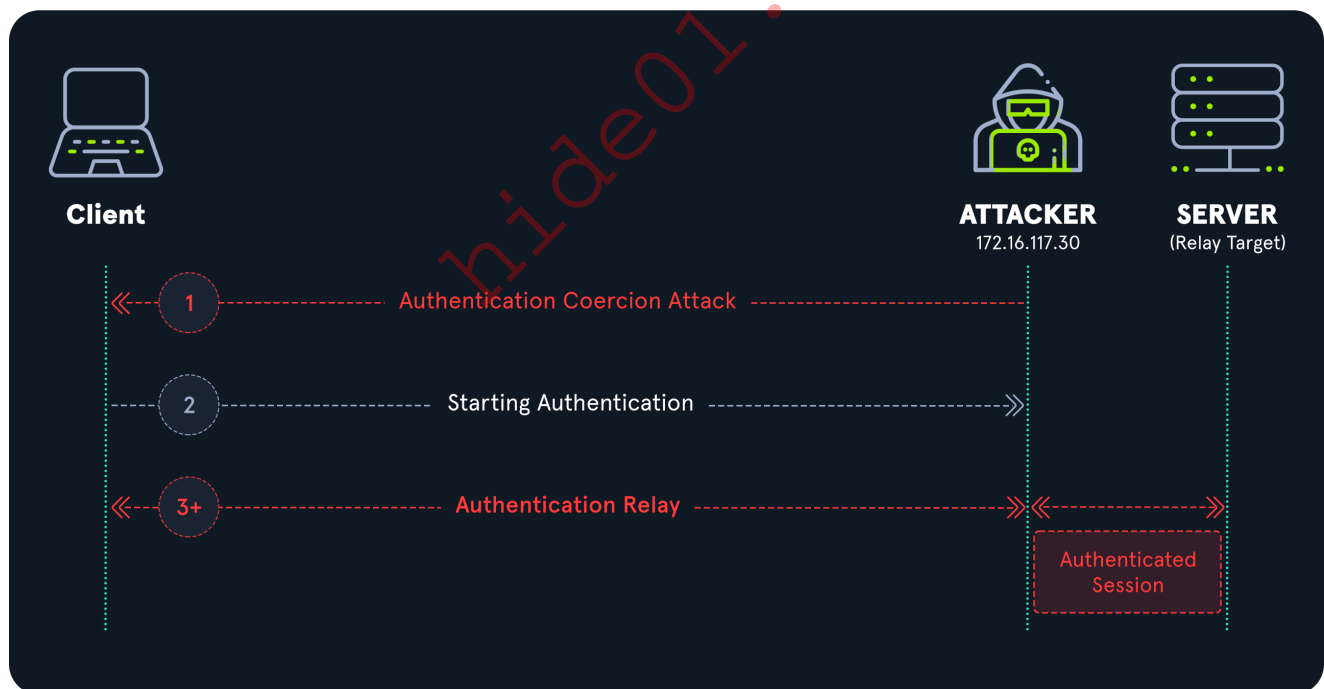 hide01.
Client
ATTACKER
SERVER
172.16.117.30
(Relay Target)
1
Authentication Coercion Attack
2
Starting Authentication
3+
Authentication Relay
Authenticated
Session